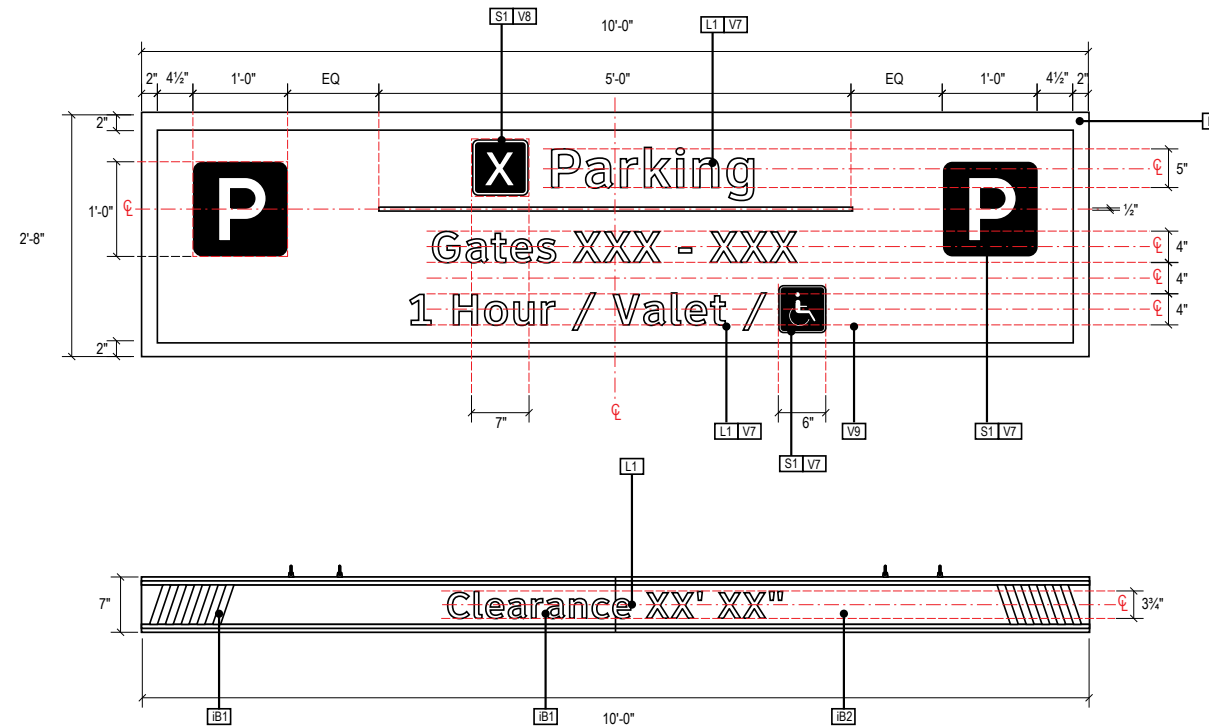 S1 V8
L1 V7
10'-0"
2" 4½" 1'-0" EQ 5'-0" EQ 1'-0" 4½" 2"
2"
X Parking
5"
P
P
1'-0"
½"
2'-8"
Gates XXX - XXX
4"
4"
1 Hour / Valet /
4"
2"
7"
6"
L1 V7
V9
S1 V7
S1 V7
L1
7"
Clearance XX' XX"
3¾"
iB1
iB1
10'-0"
iB2